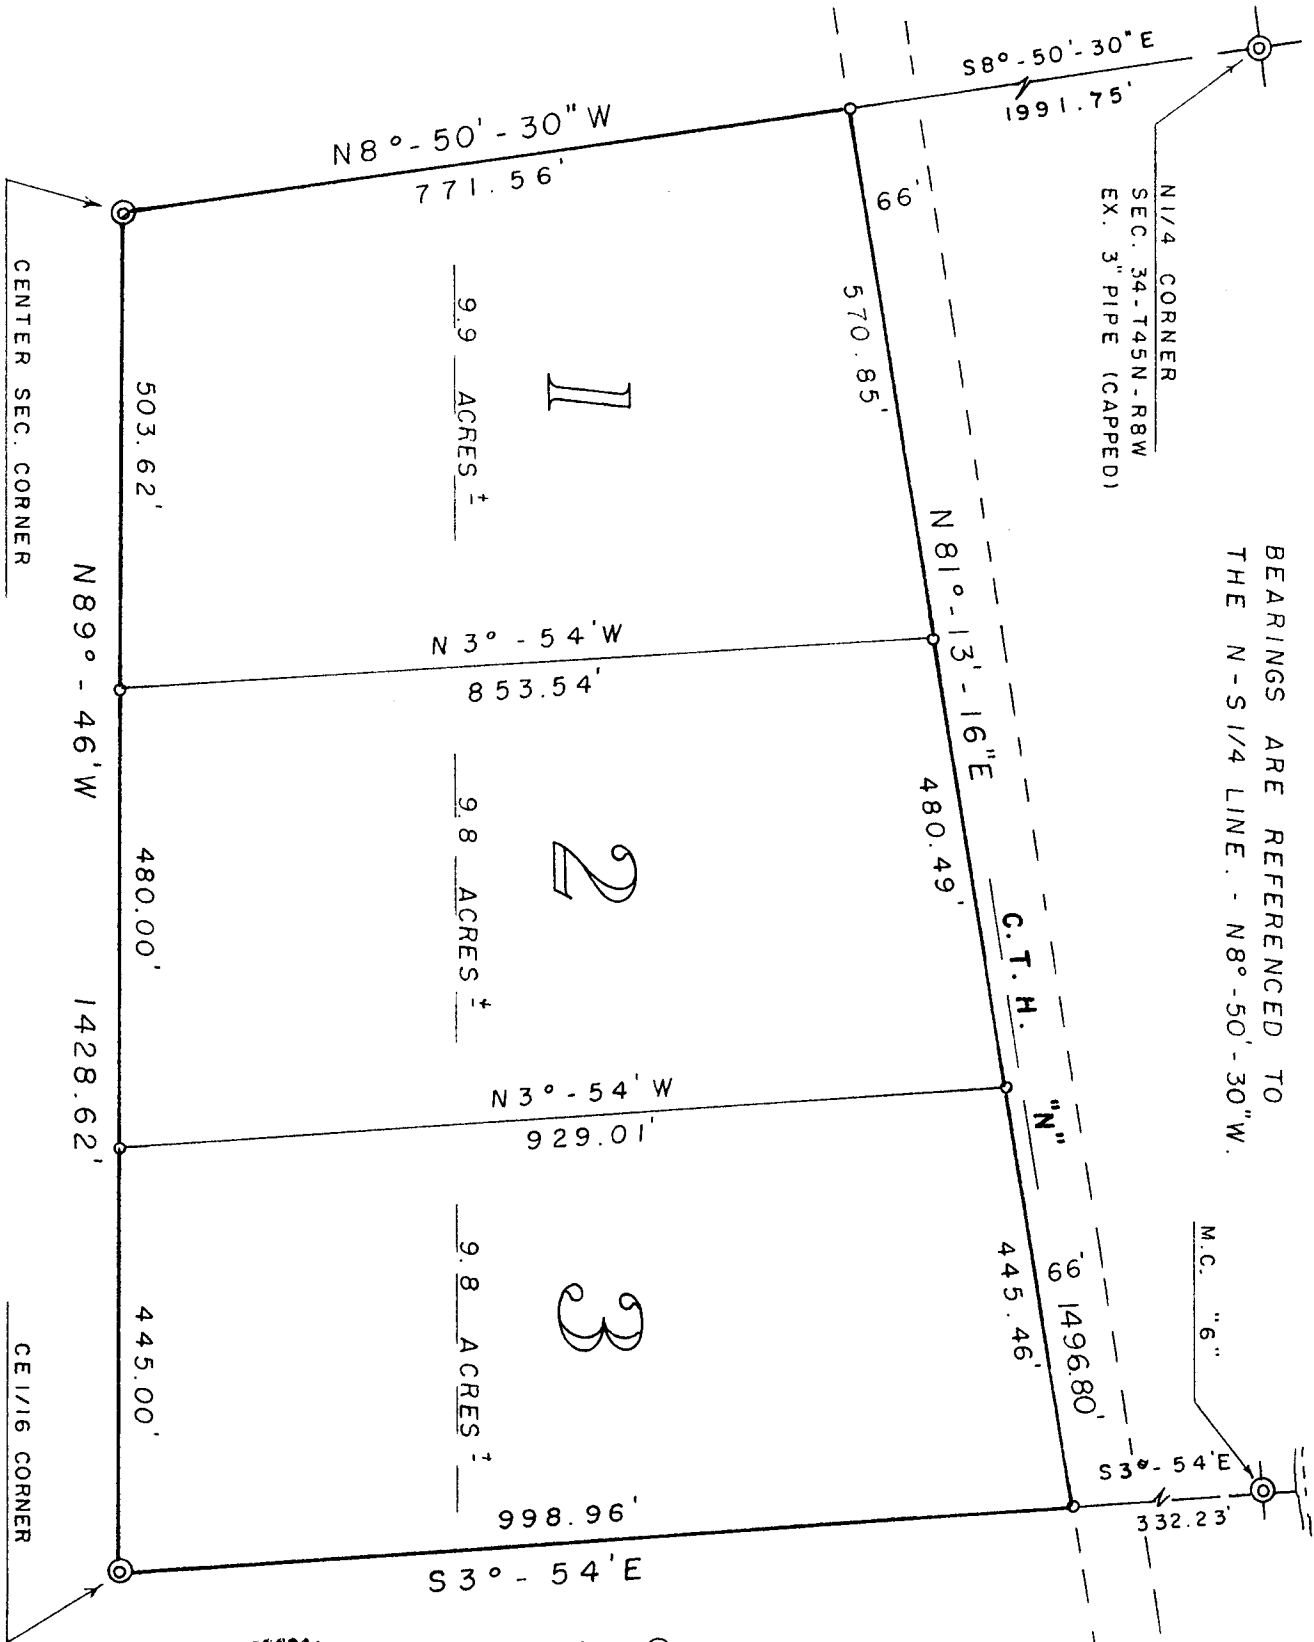 BEARINGS ARE REFERENCED TO
THE N-S 1/4 LINE. - N8°-50'-30"W.
N1/4 CORNER
SEC. 34-T45N-R8W
EX. 3" PIPE (CAPPED)
S8°-50'-30"E
1991.75'
M.C. "6"
S3°-54'E
332.23'
66'
C.T.H. "N"
66'
1496.80'
N81°-13'-16"E
570.85'
480.49'
445.46'
N8°-50'-30"W
771.56'
1
9.9 ACRES±
N3°-54'W
853.54'
2
9.8 ACRES±
N3°-54'W
929.01'
3
9.8 ACRES±
998.96'
S3°-54'E
503.62'
480.00'
445.00'
N89°-46'W
1428.62'
CENTER SEC. CORNER
CE 1/16 CORNER